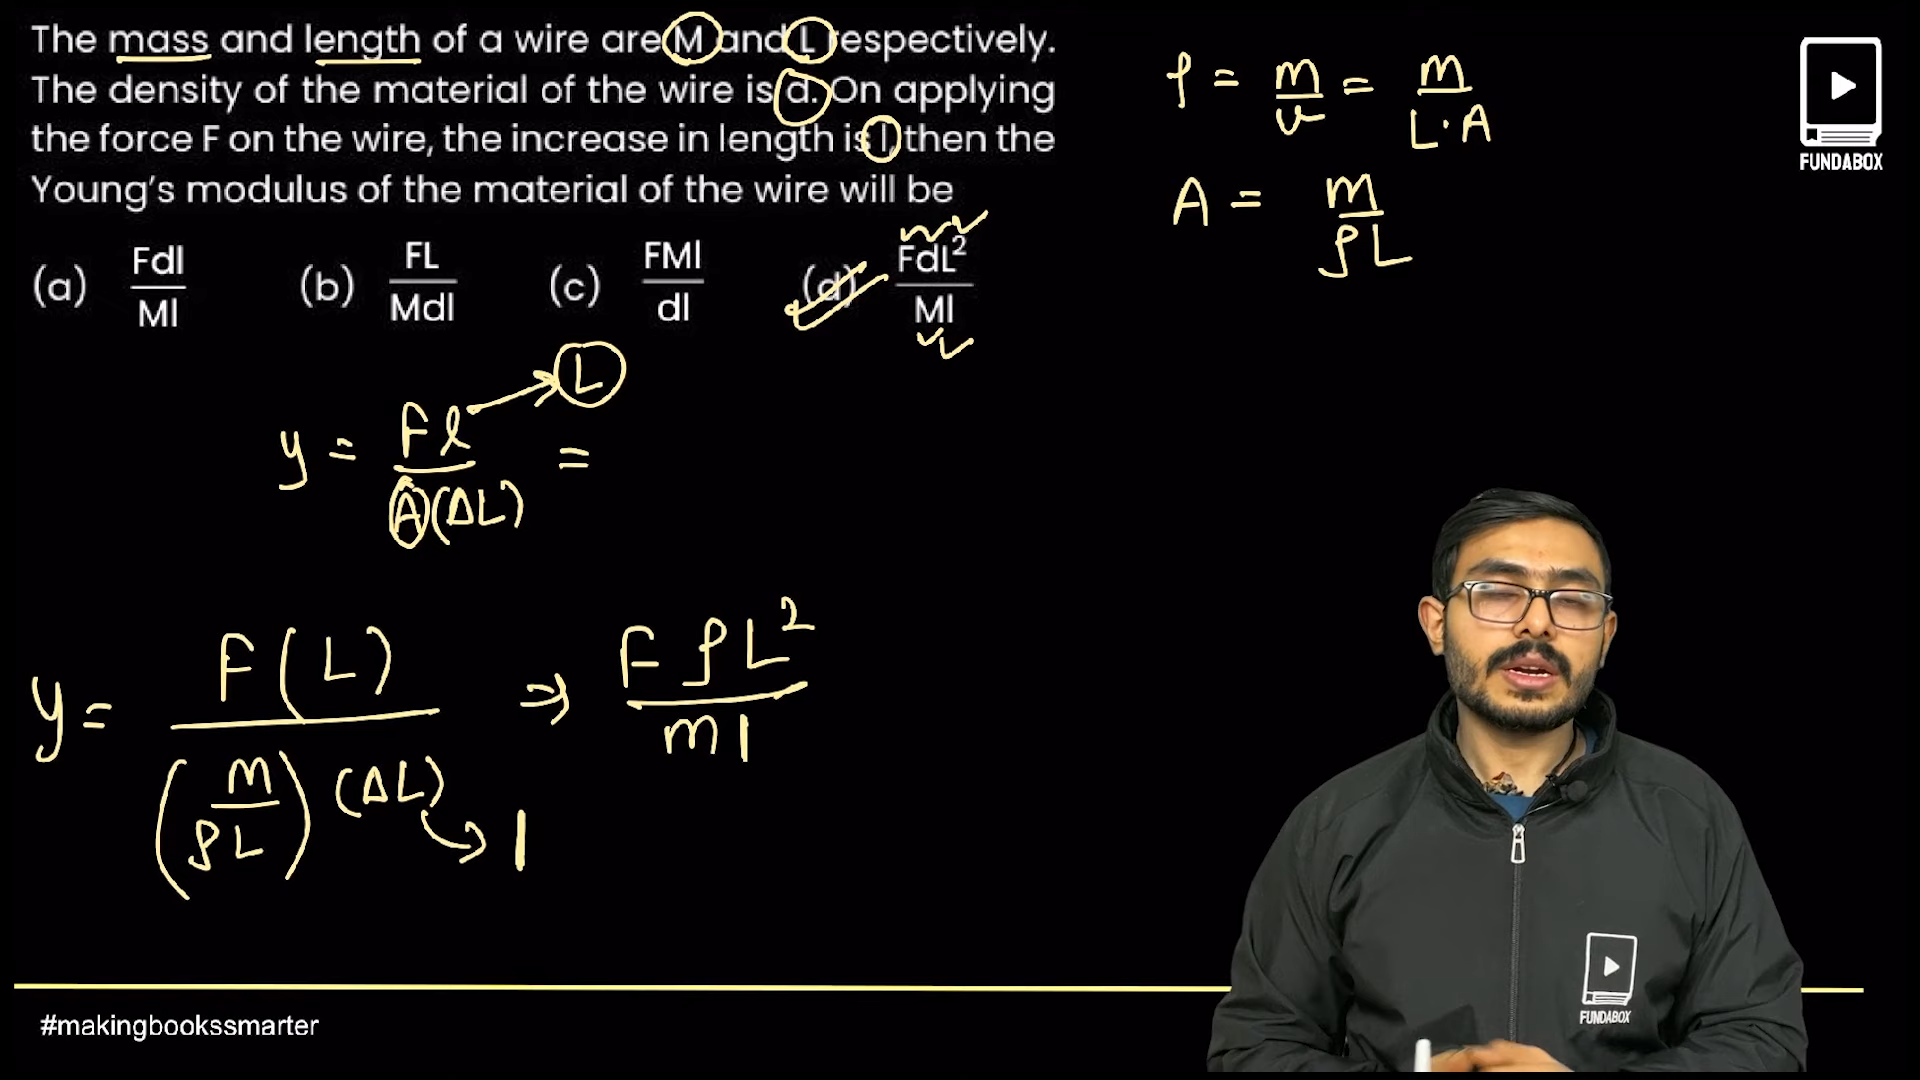 The mass and length of a wire are M and L respectively.
The density of the material of the wire is d. On applying
the force F on the wire, the increase in length is l, then the
Young's modulus of the material of the wire will be
(a) Fdl/Ml (b) FL/Mdl (c) FMl/dl (d) FdL²/Ml
ρ = m/v = m/L·A
A = m/ρL
FUNDABOX
y = Fℓ/A(ΔL) =
L
y = F(L)/(M/ρL)(ΔL) ⇒ FρL²/ml
l
FUNDABOX
#makingbookssmarter